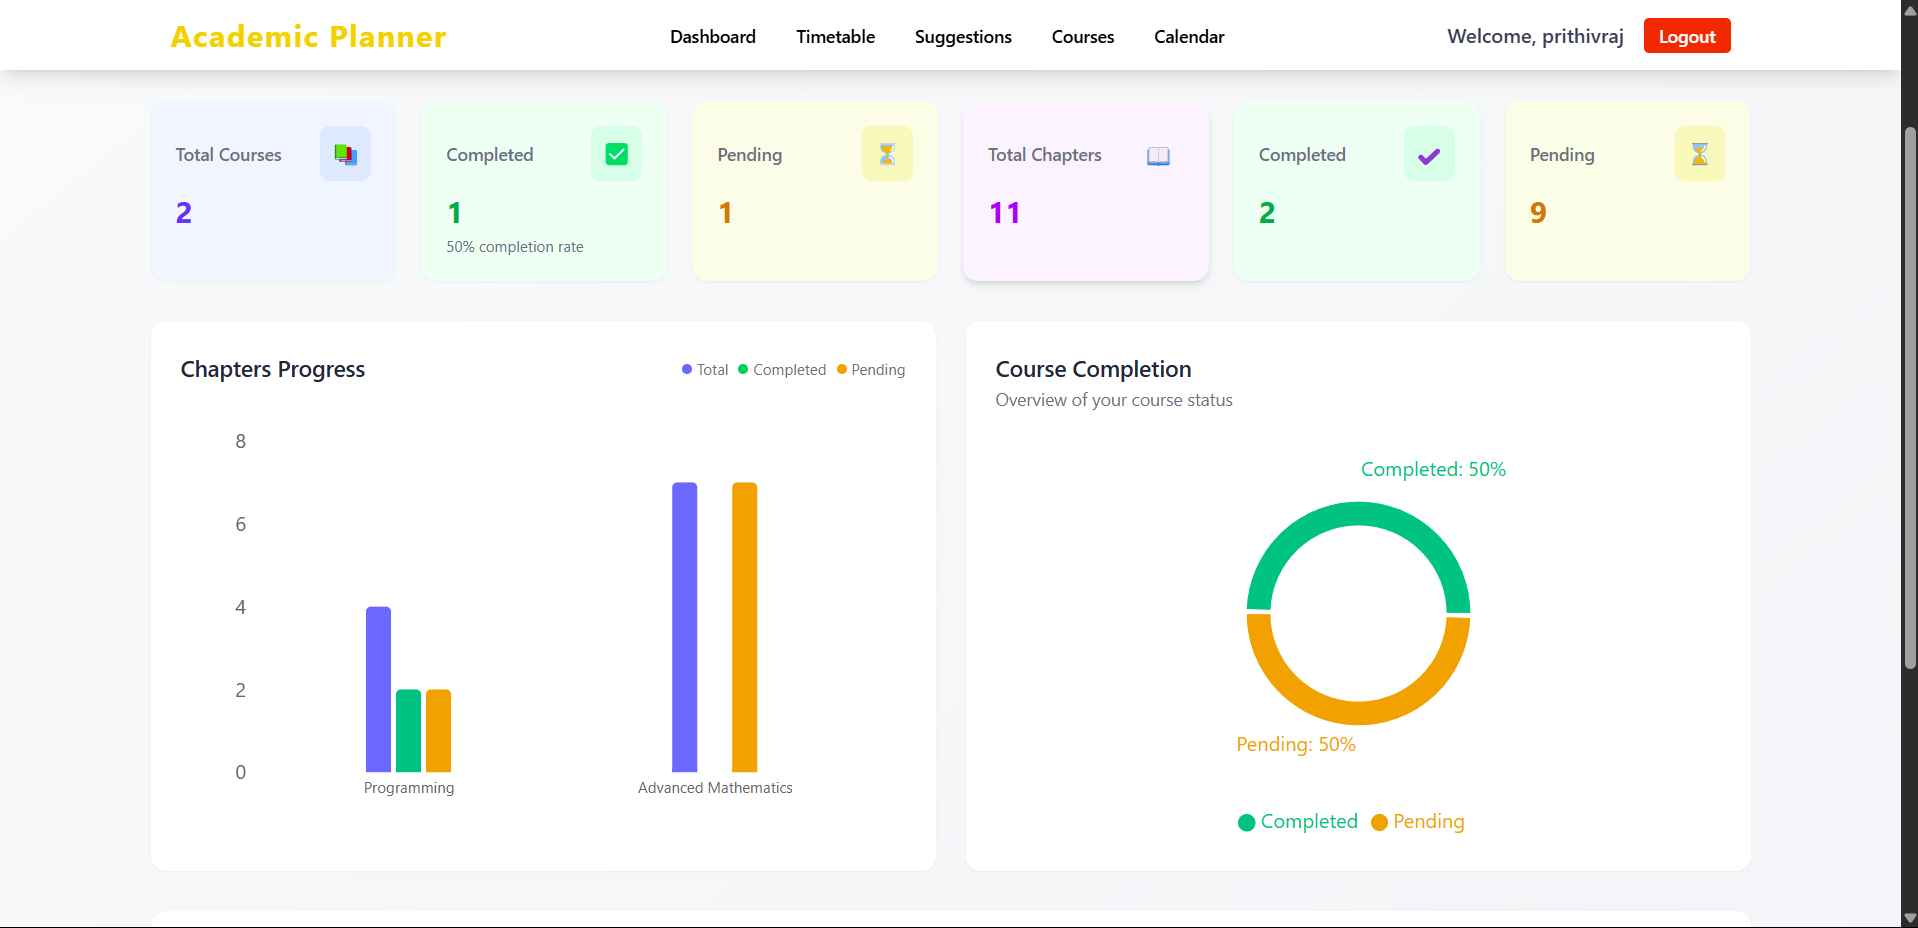 Academic Planner
Dashboard
Timetable
Suggestions
Courses
Calendar
Welcome, prithivraj
Logout
Total Courses
2
Completed
1
50% completion rate
Pending
1
Total Chapters
11
Completed
2
Pending
9
Chapters Progress
Total
Completed
Pending
8
6
4
2
0
Programming
Advanced Mathematics
Course Completion
Overview of your course status
Completed: 50%
Pending: 50%
Completed
Pending